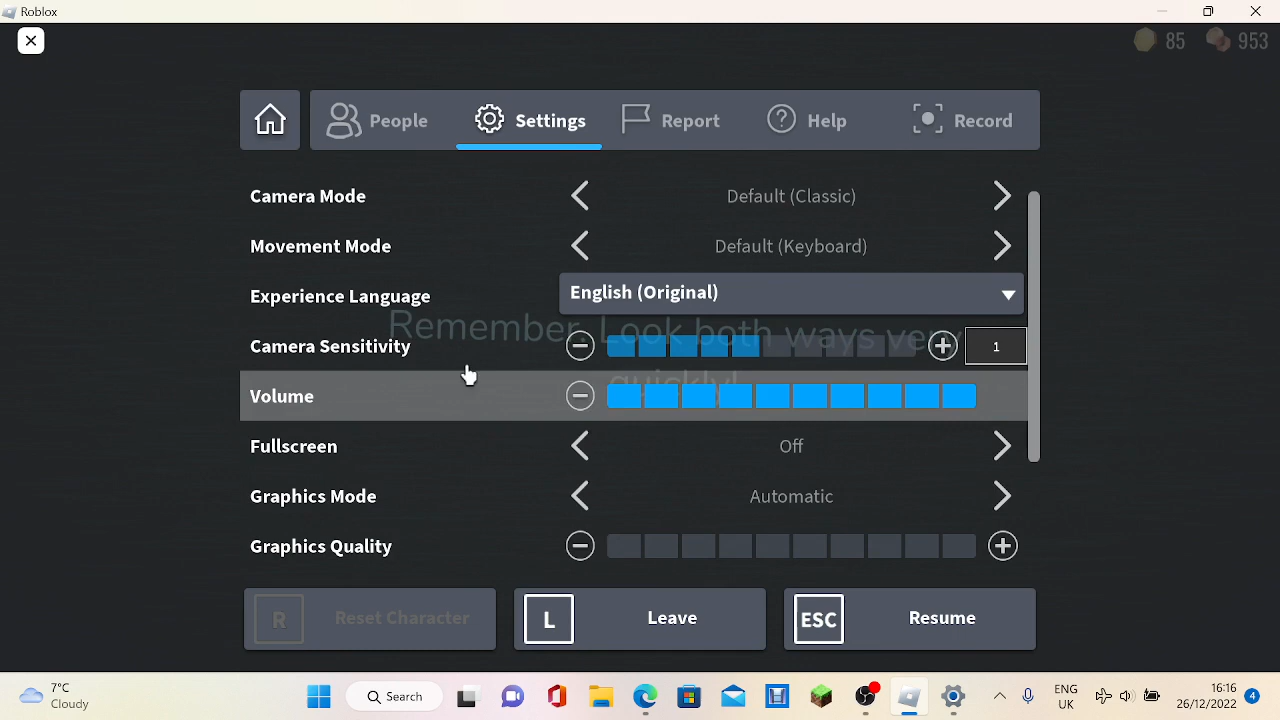 Roblox
85 953
People Settings Report Help Record
Camera Mode Default (Classic)
Movement Mode Default (Keyboard)
Experience Language English (Original)
Remember. Look both ways very
Camera Sensitivity 1
quickly!
Volume
Fullscreen Off
Graphics Mode Automatic
Graphics Quality
R Reset Character L Leave ESC Resume
7°C
Cloudy
Search
ENG
UK
16:16
26/12/2022
4